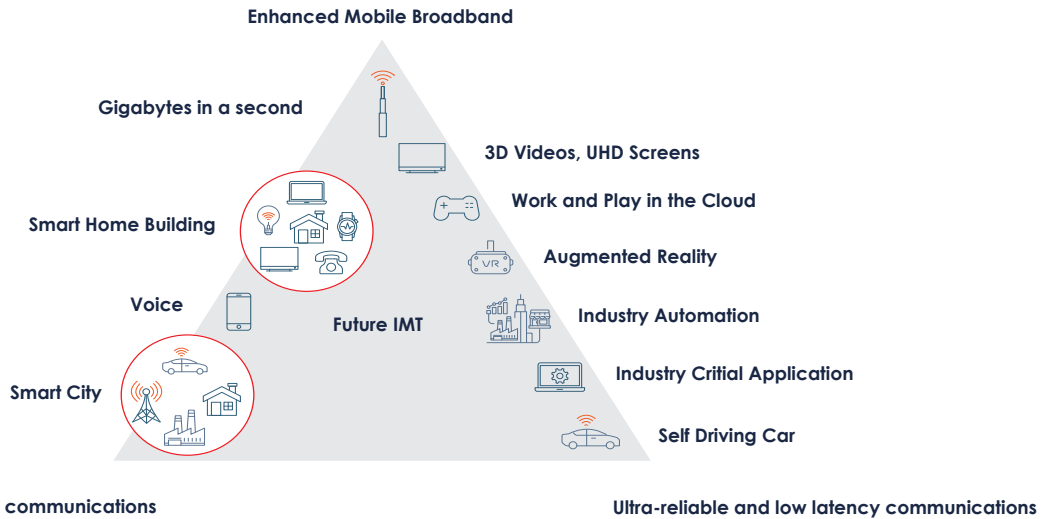 Enhanced Mobile Broadband
Gigabytes in a second
3D Videos, UHD Screens
Work and Play in the Cloud
Smart Home Building
Augmented Reality
VR
Voice
Industry Automation
Future IMT
Industry Critial Application
Smart City
Self Driving Car
communications
Ultra-reliable and low latency communications